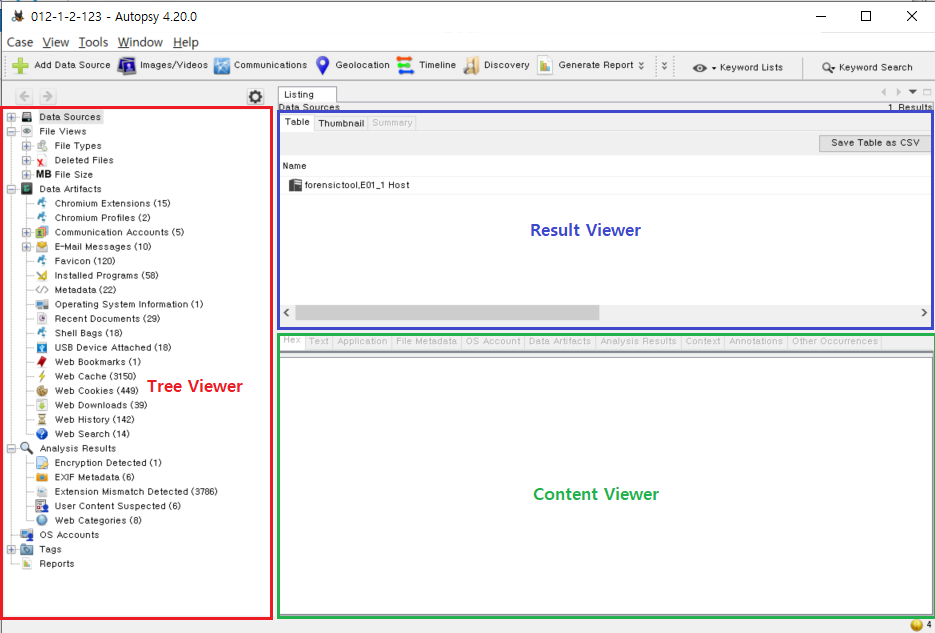 012-1-2-123 - Autopsy 4.20.0
Case View Tools Window Help
Add Data Source Images/Videos Communications Geolocation Timeline Discovery Generate Report Keyword Lists Keyword Search
Listing
Data Sources
1 Results
Table Thumbnail Summary
Save Table as CSV
Name
forensictool,E01_1 Host
Result Viewer
Data Sources
File Views
File Types
Deleted Files
MB File Size
Data Artifacts
Chromium Extensions (15)
Chromium Profiles (2)
Communication Accounts (5)
E-Mail Messages (10)
Favicon (120)
Installed Programs (58)
Metadata (22)
Operating System Information (1)
Recent Documents (29)
Shell Bags (18)
USB Device Attached (18)
Web Bookmarks (1)
Web Cache (3150)
Web Cookies (449)
Web Downloads (39)
Web History (142)
Web Search (14)
Analysis Results
Encryption Detected (1)
EXIF Metadata (6)
Extension Mismatch Detected (3786)
User Content Suspected (6)
Web Categories (8)
OS Accounts
Tags
Reports
Tree Viewer
Hex Text Application File Metadata OS Account Data Artifacts Analysis Results Context Annotations Other Occurrences
Content Viewer
4